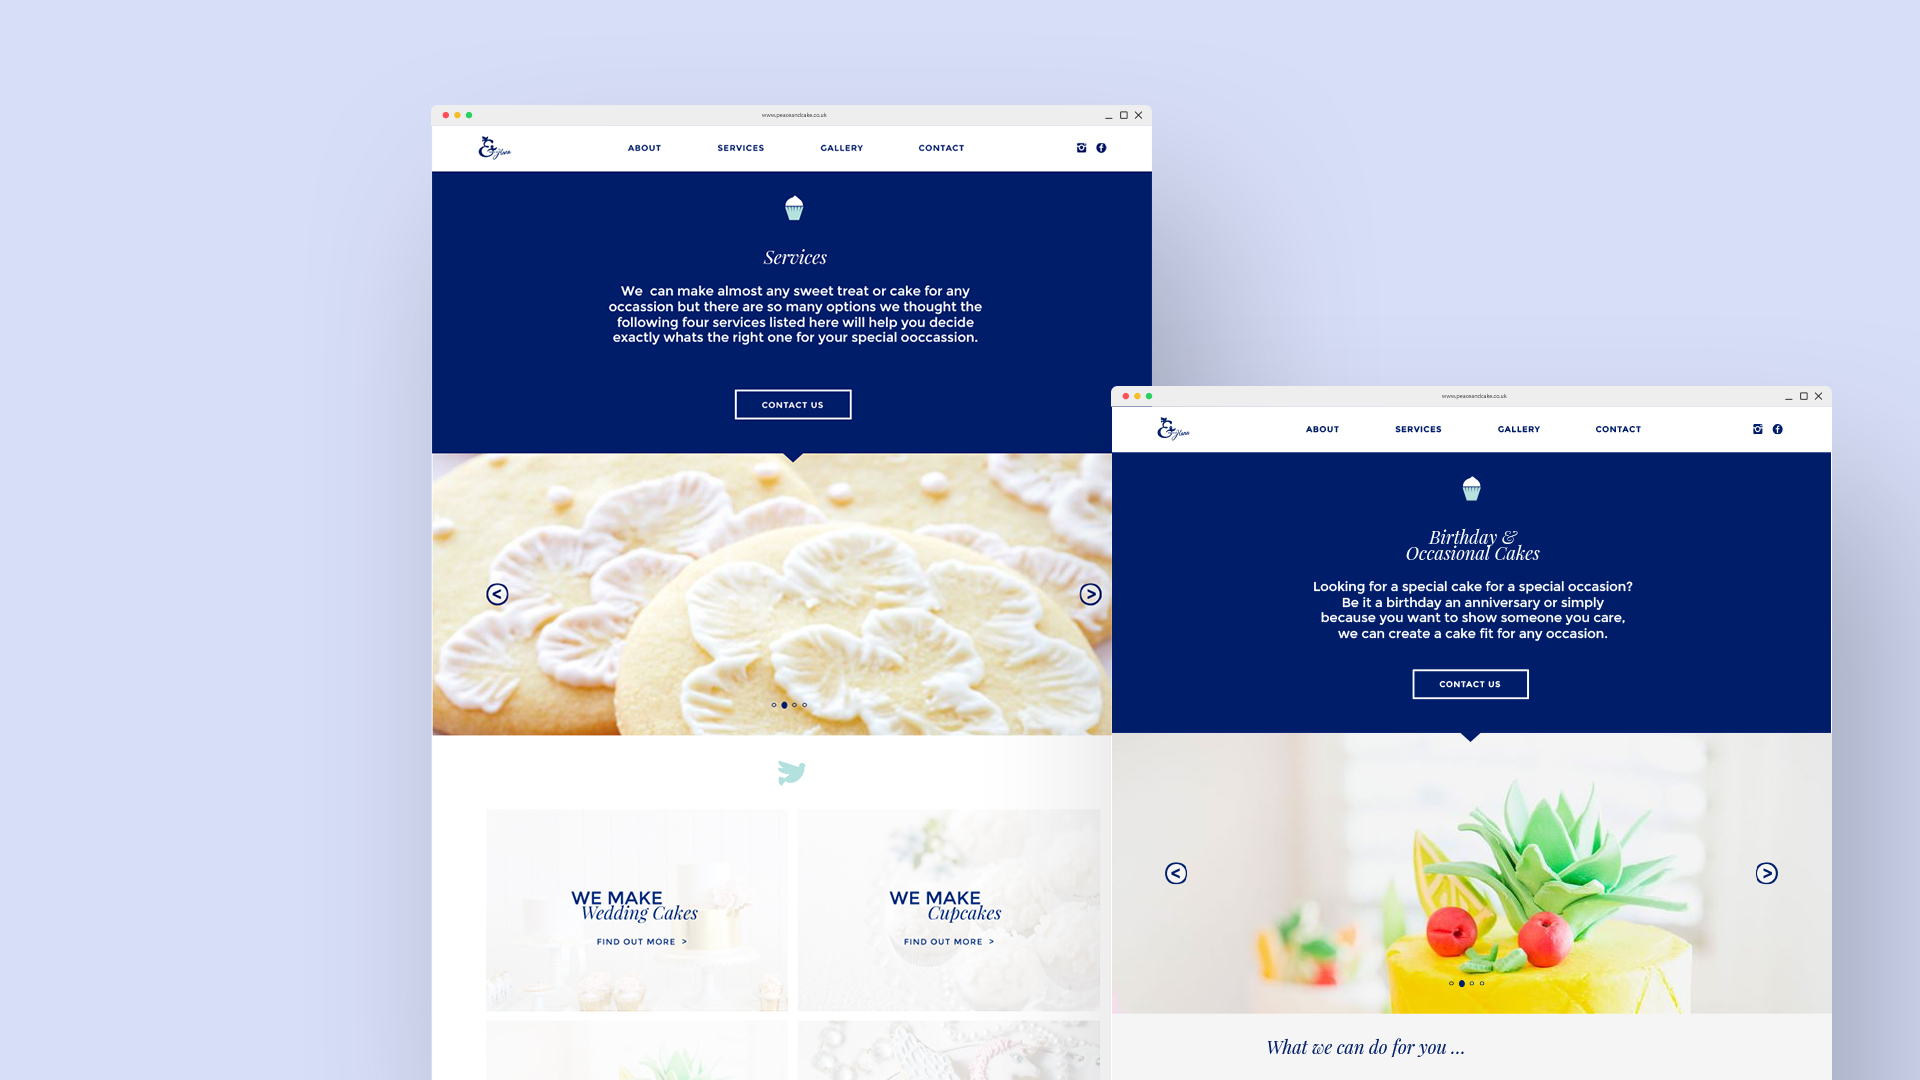 www.peaceandcake.co.uk
ABOUT SERVICES GALLERY CONTACT
Services
We can make almost any sweet treat or cake for any
occassion but there are so many options we thought the
following four services listed here will help you decide
exactly whats the right one for your special ooccassion.
CONTACT US
WE MAKE
Wedding Cakes
FIND OUT MORE >
WE MAKE
Cupcakes
FIND OUT MORE >
www.peaceandcake.co.uk
ABOUT SERVICES GALLERY CONTACT
Birthday &
Occasional Cakes
Looking for a special cake for a special occasion?
Be it a birthday an anniversary or simply
because you want to show someone you care,
we can create a cake fit for any occasion.
CONTACT US
What we can do for you ...